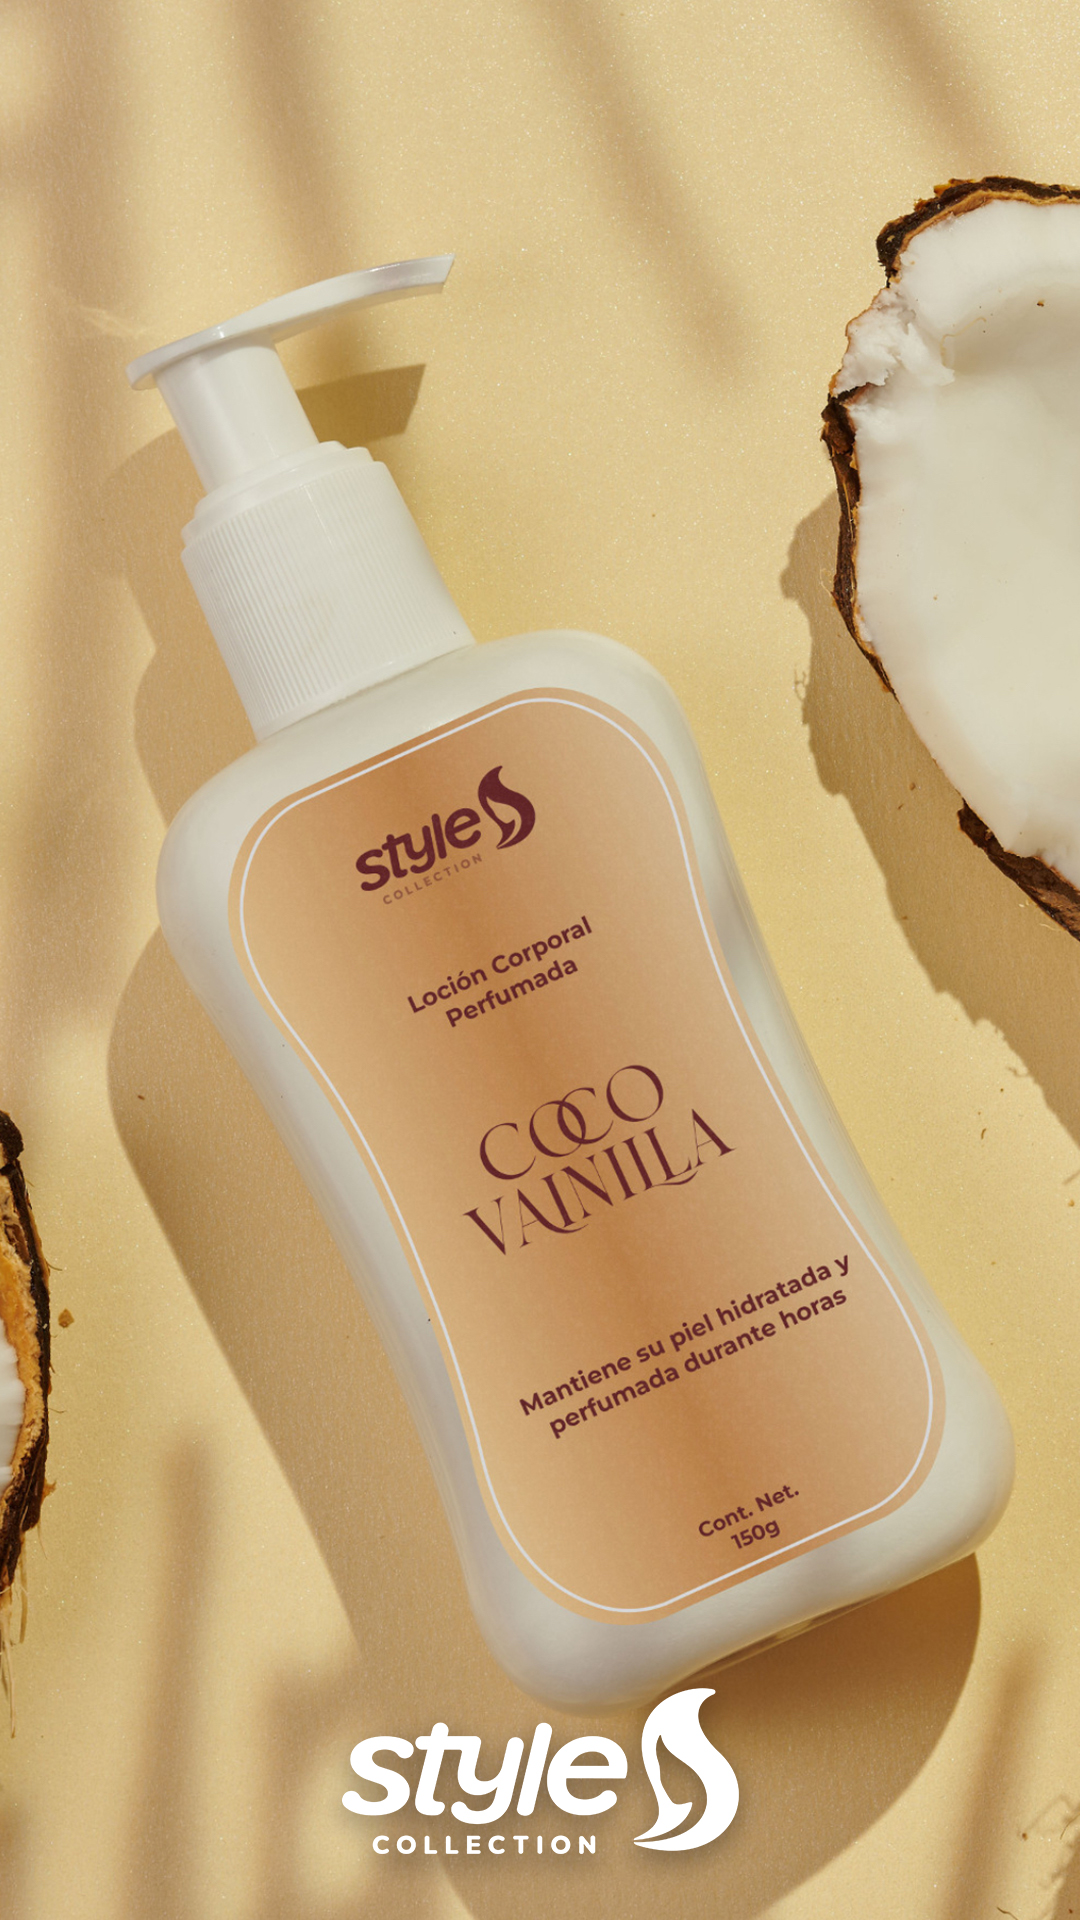 style
COLLECTION
Loción Corporal
Perfumada
COCO
VAINILLA
Mantiene su piel hidratada y
perfumada durante horas
Cont. Net.
150g
style
COLLECTION